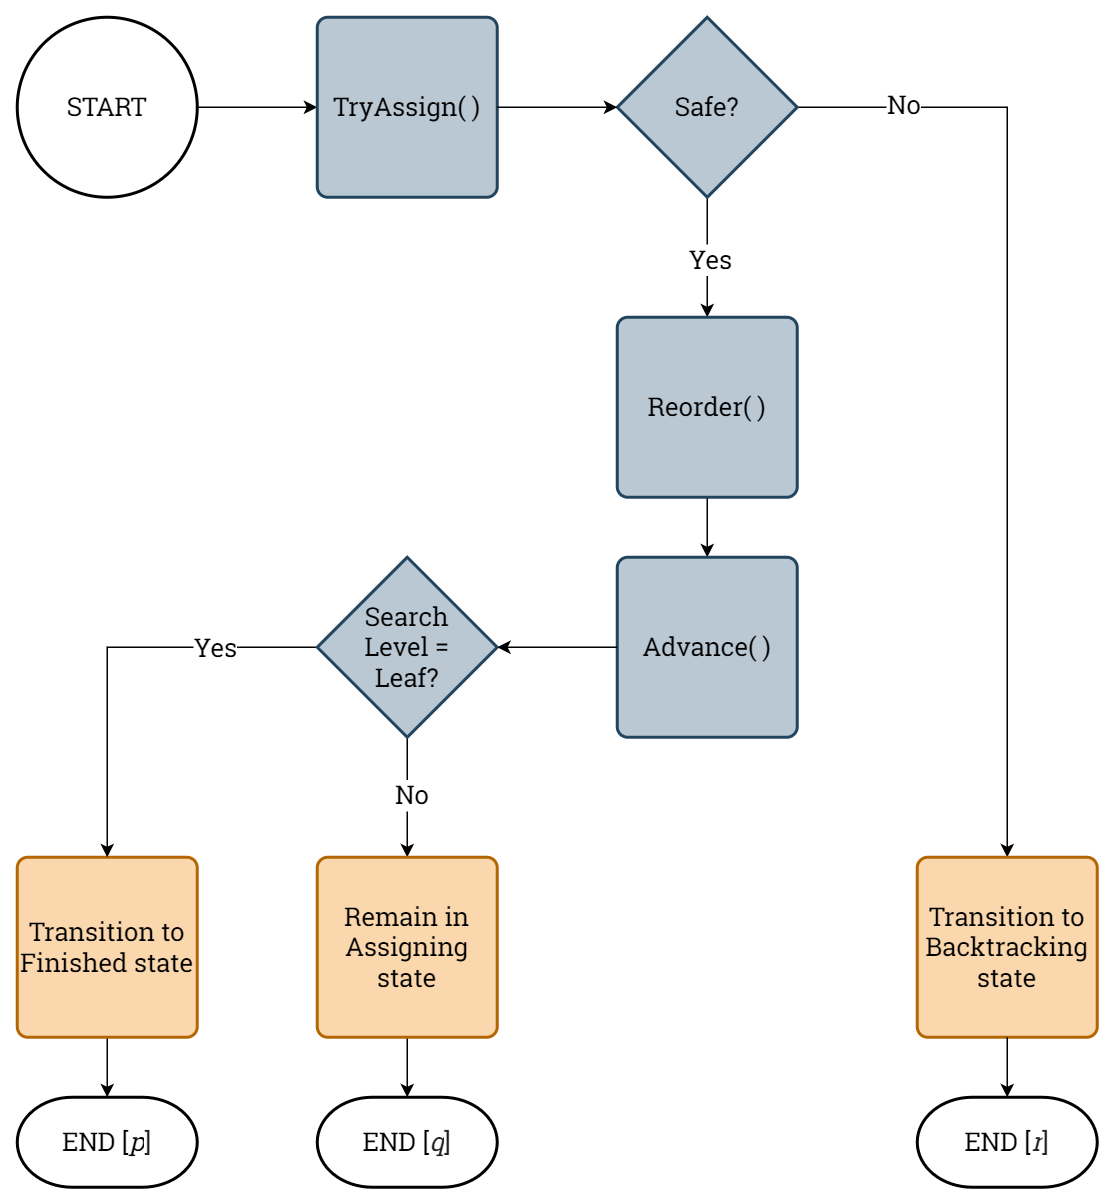 START
TryAssign( )
Safe?
No
Yes
Reorder( )
Advance( )
Search
Level =
Leaf?
Yes
No
Transition to
Finished state
Remain in
Assigning
state
Transition to
Backtracking
state
END [p]
END [q]
END [r]